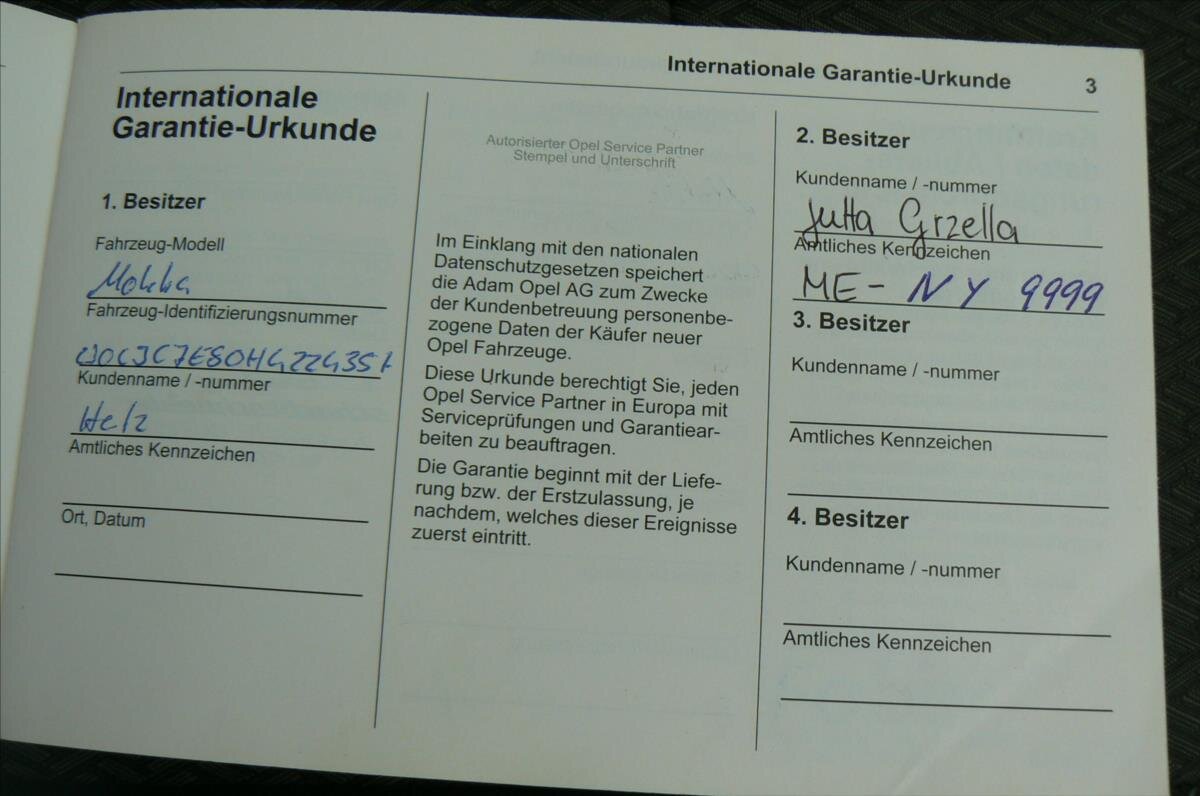 Internationale Garantie-Urkunde 3
Internationale
Garantie-Urkunde
1. Besitzer
Fahrzeug-Modell
Mokka
Fahrzeug-Identifizierungsnummer
Kundenname / -nummer
Amtliches Kennzeichen
Ort, Datum
Autorisierter Opel Service Partner
Stempel und Unterschrift
Im Einklang mit den nationalen
Datenschutzgesetzen speichert
die Adam Opel AG zum Zwecke
der Kundenbetreuung personenbe-
zogene Daten der Käufer neuer
Opel Fahrzeuge.
Diese Urkunde berechtigt Sie, jeden
Opel Service Partner in Europa mit
Serviceprüfungen und Garantiear-
beiten zu beauftragen.
Die Garantie beginnt mit der Liefe-
rung bzw. der Erstzulassung, je
nachdem, welches dieser Ereignisse
zuerst eintritt.
2. Besitzer
Kundenname / -nummer
Jutta Grzella
Amtliches Kennzeichen
ME- NY 9999
3. Besitzer
Kundenname / -nummer
Amtliches Kennzeichen
4. Besitzer
Kundenname / -nummer
Amtliches Kennzeichen